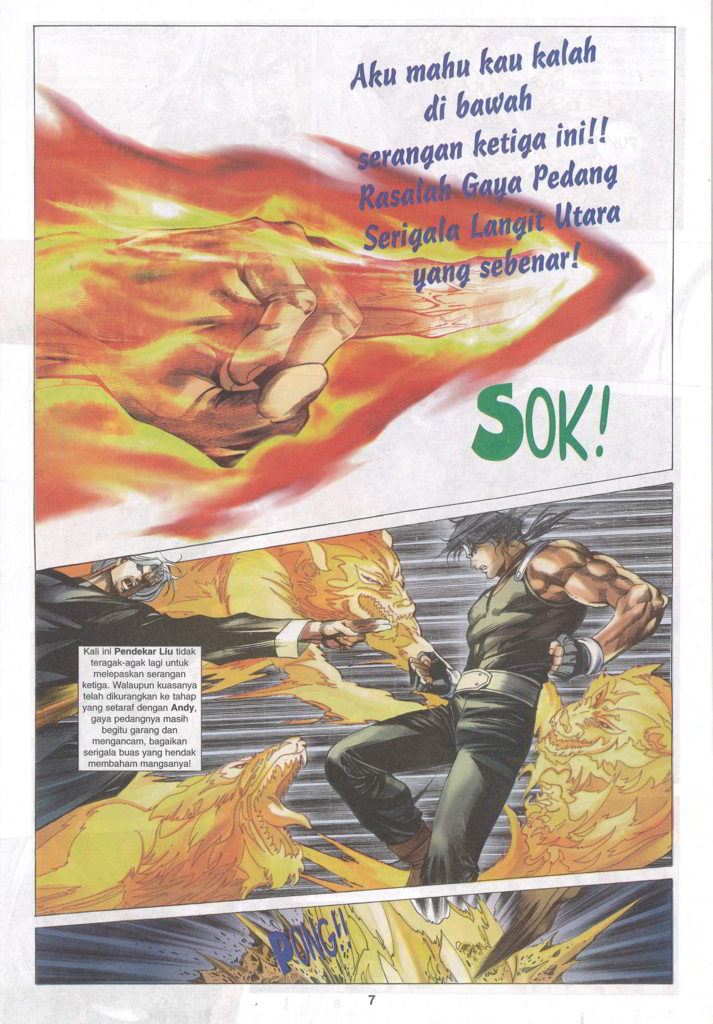 Aku mahu kau kalah
di bawah
serangan ketiga ini!!
Rasalah Gaya Pedang
Serigala Langit Utara
yang sebenar!
SOK!
Kali ini Pendekar Liu tidak
teragak-agak lagi untuk
melepaskan serangan
ketiga. Walaupun kuasanya
telah dikurangkan ke tahap
yang setaraf dengan Andy,
gaya pedangnya masih
begitu garang dan
mengancam, bagaikan
serigala buas yang hendak
membaham mangsanya!
PONG!!
7